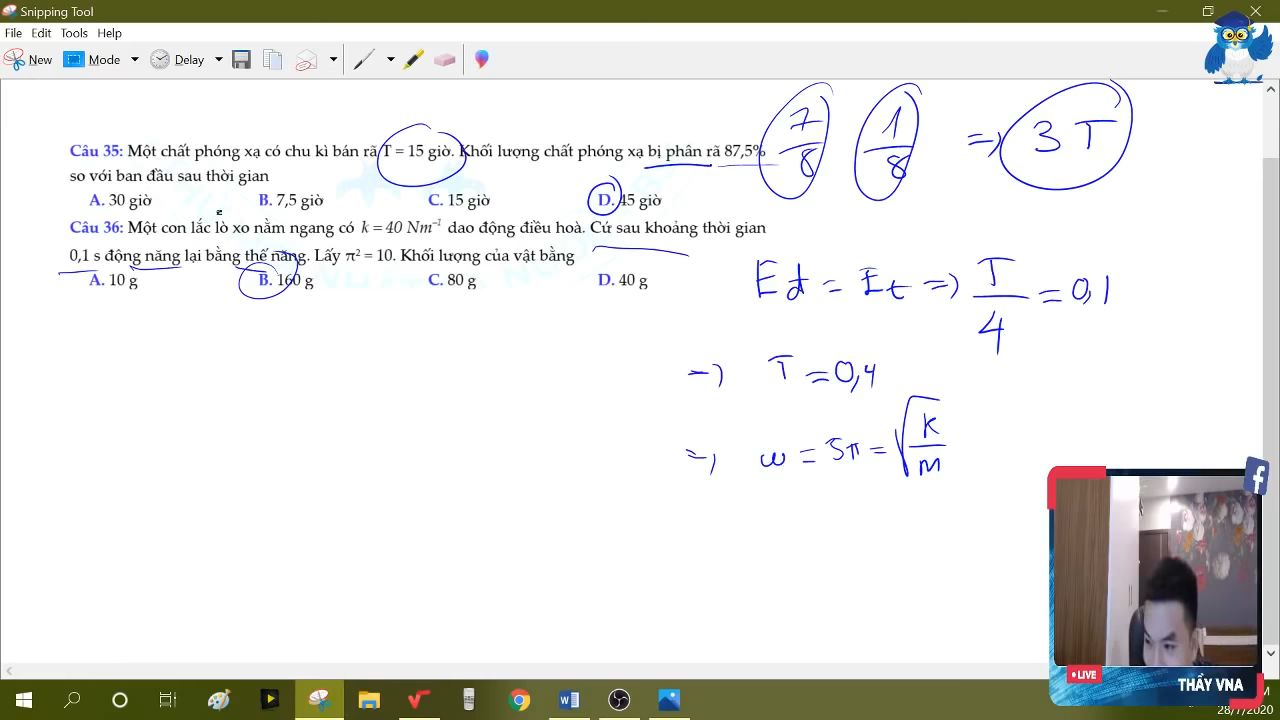 Snipping Tool
File Edit Tools Help
New Mode Delay
7/8 1/8 => 3T
Câu 35: Một chất phóng xạ có chu kì bán rã T = 15 giờ. Khối lượng chất phóng xạ bị phân rã 87,5%
so với ban đầu sau thời gian
A. 30 giờ B. 7,5 giờ C. 15 giờ D. 45 giờ
Câu 36: Một con lắc lò xo nằm ngang có k = 40 Nm⁻¹ dao động điều hoà. Cứ sau khoảng thời gian
0,1 s động năng lại bằng thế năng. Lấy π² = 10. Khối lượng của vật bằng
A. 10 g B. 160 g C. 80 g D. 40 g
Eđ = Et => T/4 = 0,1
=> T = 0,4
=> ω = 5π = √(k/m)
LIVE
THẦY VNA
28/7/2020